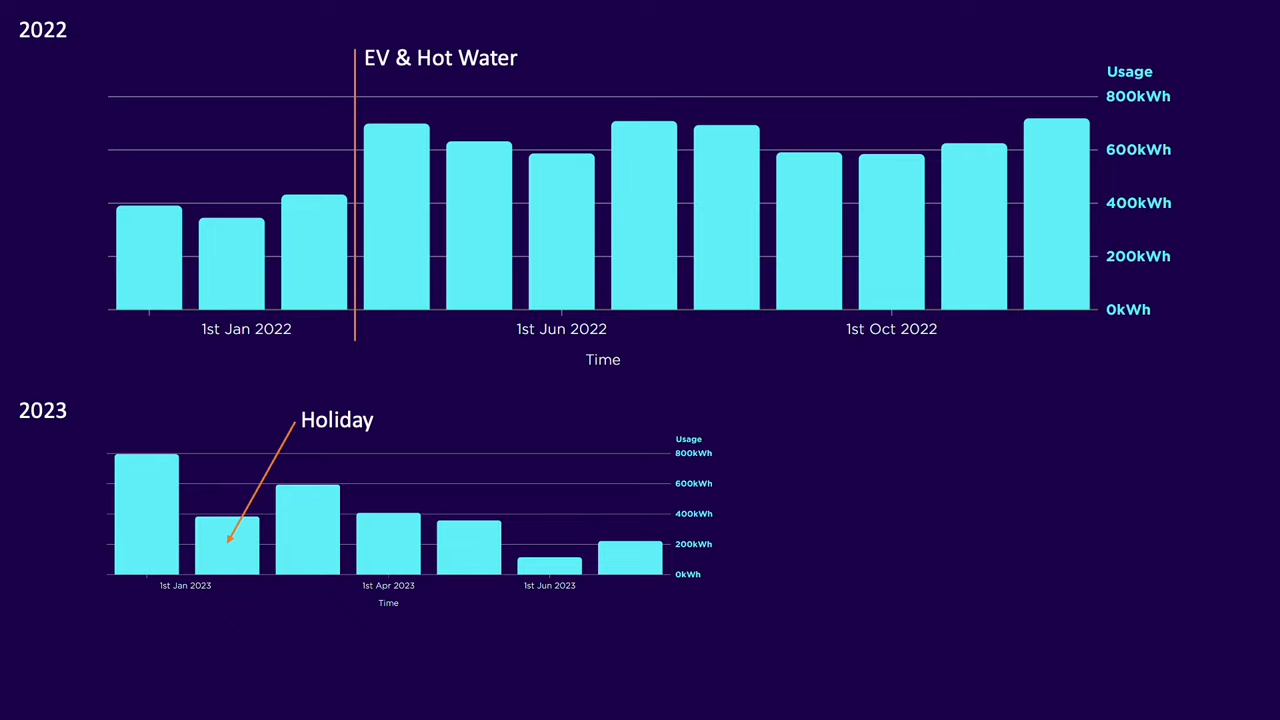 2022
EV & Hot Water
Usage
800kWh
600kWh
400kWh
200kWh
0kWh
1st Jan 2022
1st Jun 2022
1st Oct 2022
Time
2023
Holiday
Usage
800kWh
600kWh
400kWh
200kWh
0kWh
1st Jan 2023
1st Apr 2023
1st Jun 2023
Time